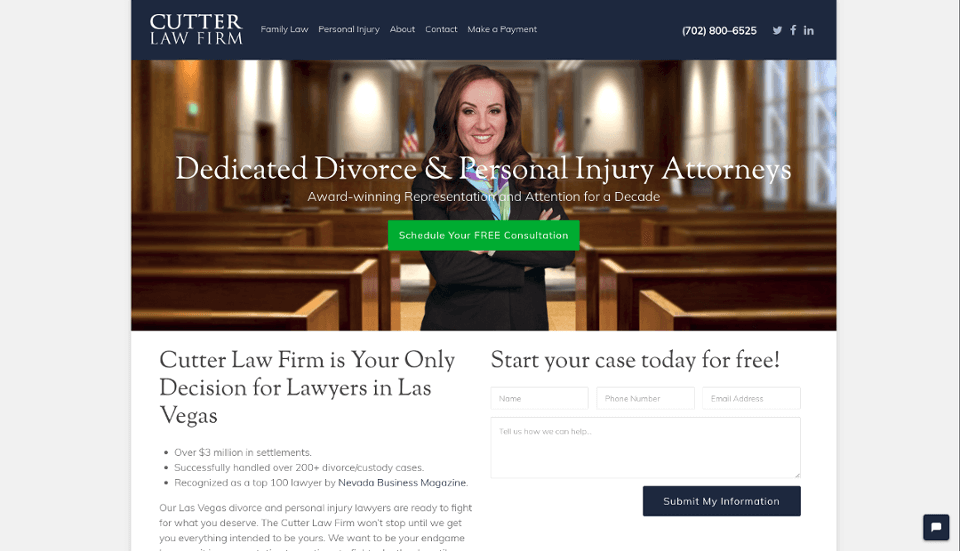 CUTTER
LAW FIRM
Family Law Personal Injury About Contact Make a Payment
(702) 800-6525
Dedicated Divorce & Personal Injury Attorneys
Award-winning Representation and Attention for a Decade
Schedule Your FREE Consultation
Cutter Law Firm is Your Only
Decision for Lawyers in Las
Vegas
Over $3 million in settlements.
Successfully handled over 200+ divorce/custody cases.
Recognized as a top 100 lawyer by Nevada Business Magazine.
Our Las Vegas divorce and personal injury lawyers are ready to fight
for what you deserve. The Cutter Law Firm won't stop until we get
you everything intended to be yours. We want to be your endgame
Start your case today for free!
Name Phone Number Email Address
Tell us how we can help...
Submit My Information